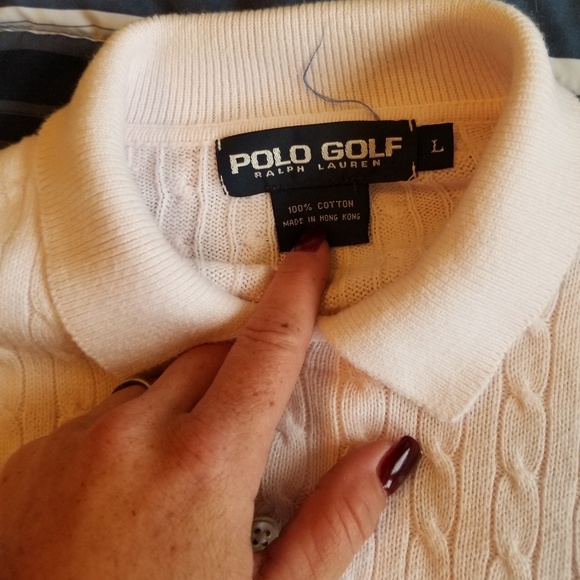 POLO GOLF
RALPH LAUREN
L
100% COTTON
MADE IN HONG KONG